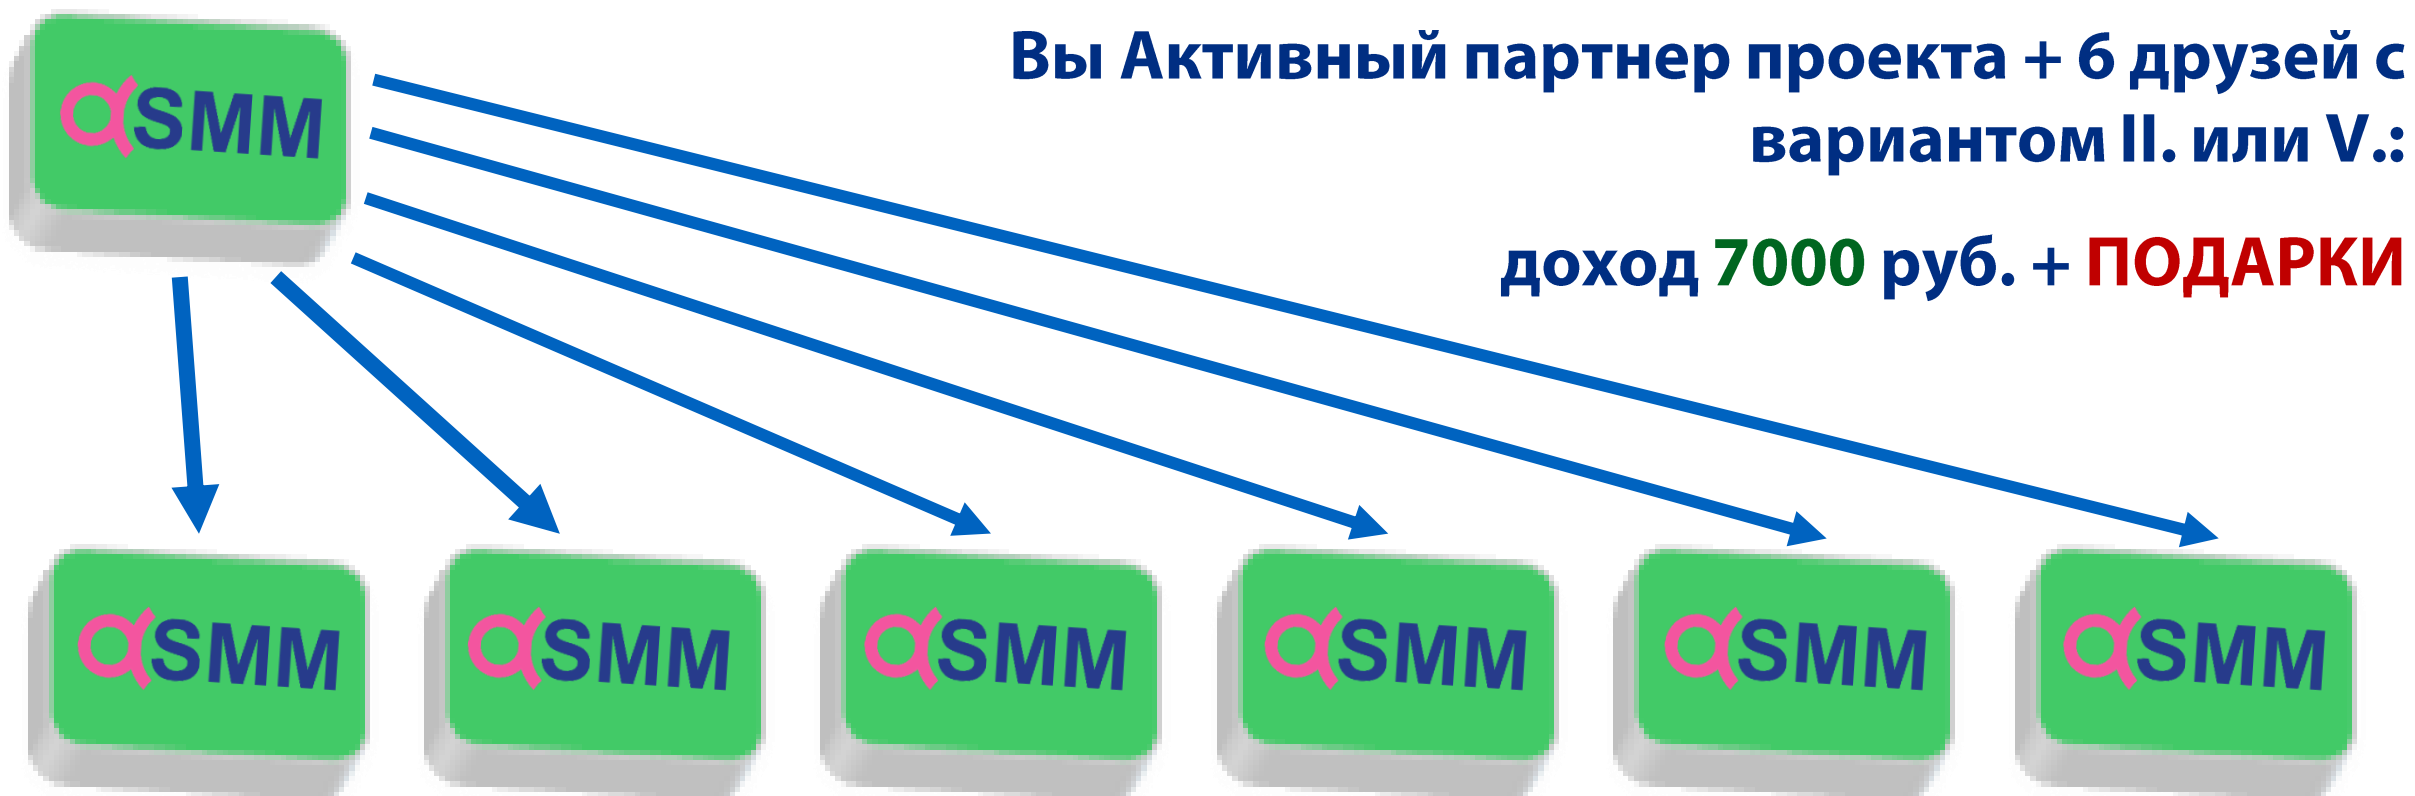 Вы Активный партнер проекта + 6 друзей с
вариантом II. или V.:
доход 7000 руб. + ПОДАРКИ
αSMM
αSMM
αSMM
αSMM
αSMM
αSMM
αSMM